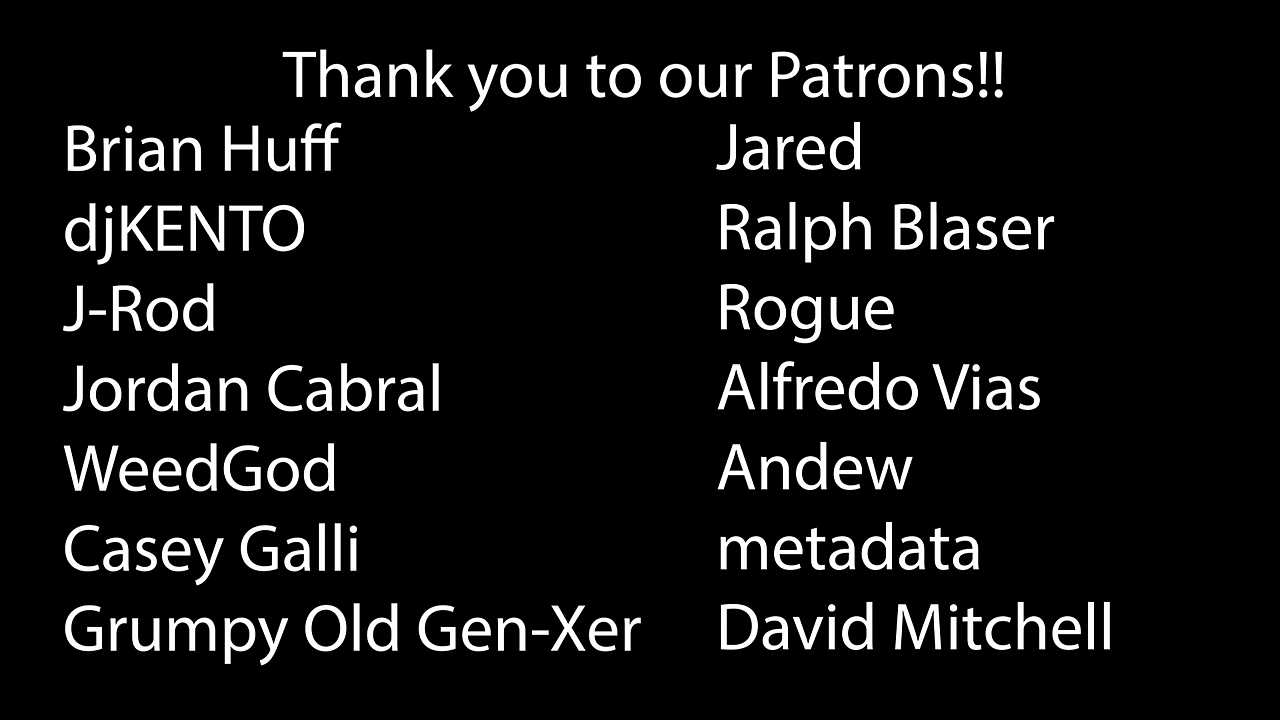 Thank you to our Patrons!!
Brian Huff
djKENTO
J-Rod
Jordan Cabral
WeedGod
Casey Galli
Grumpy Old Gen-Xer
Jared
Ralph Blaser
Rogue
Alfredo Vias
Andew
metadata
David Mitchell